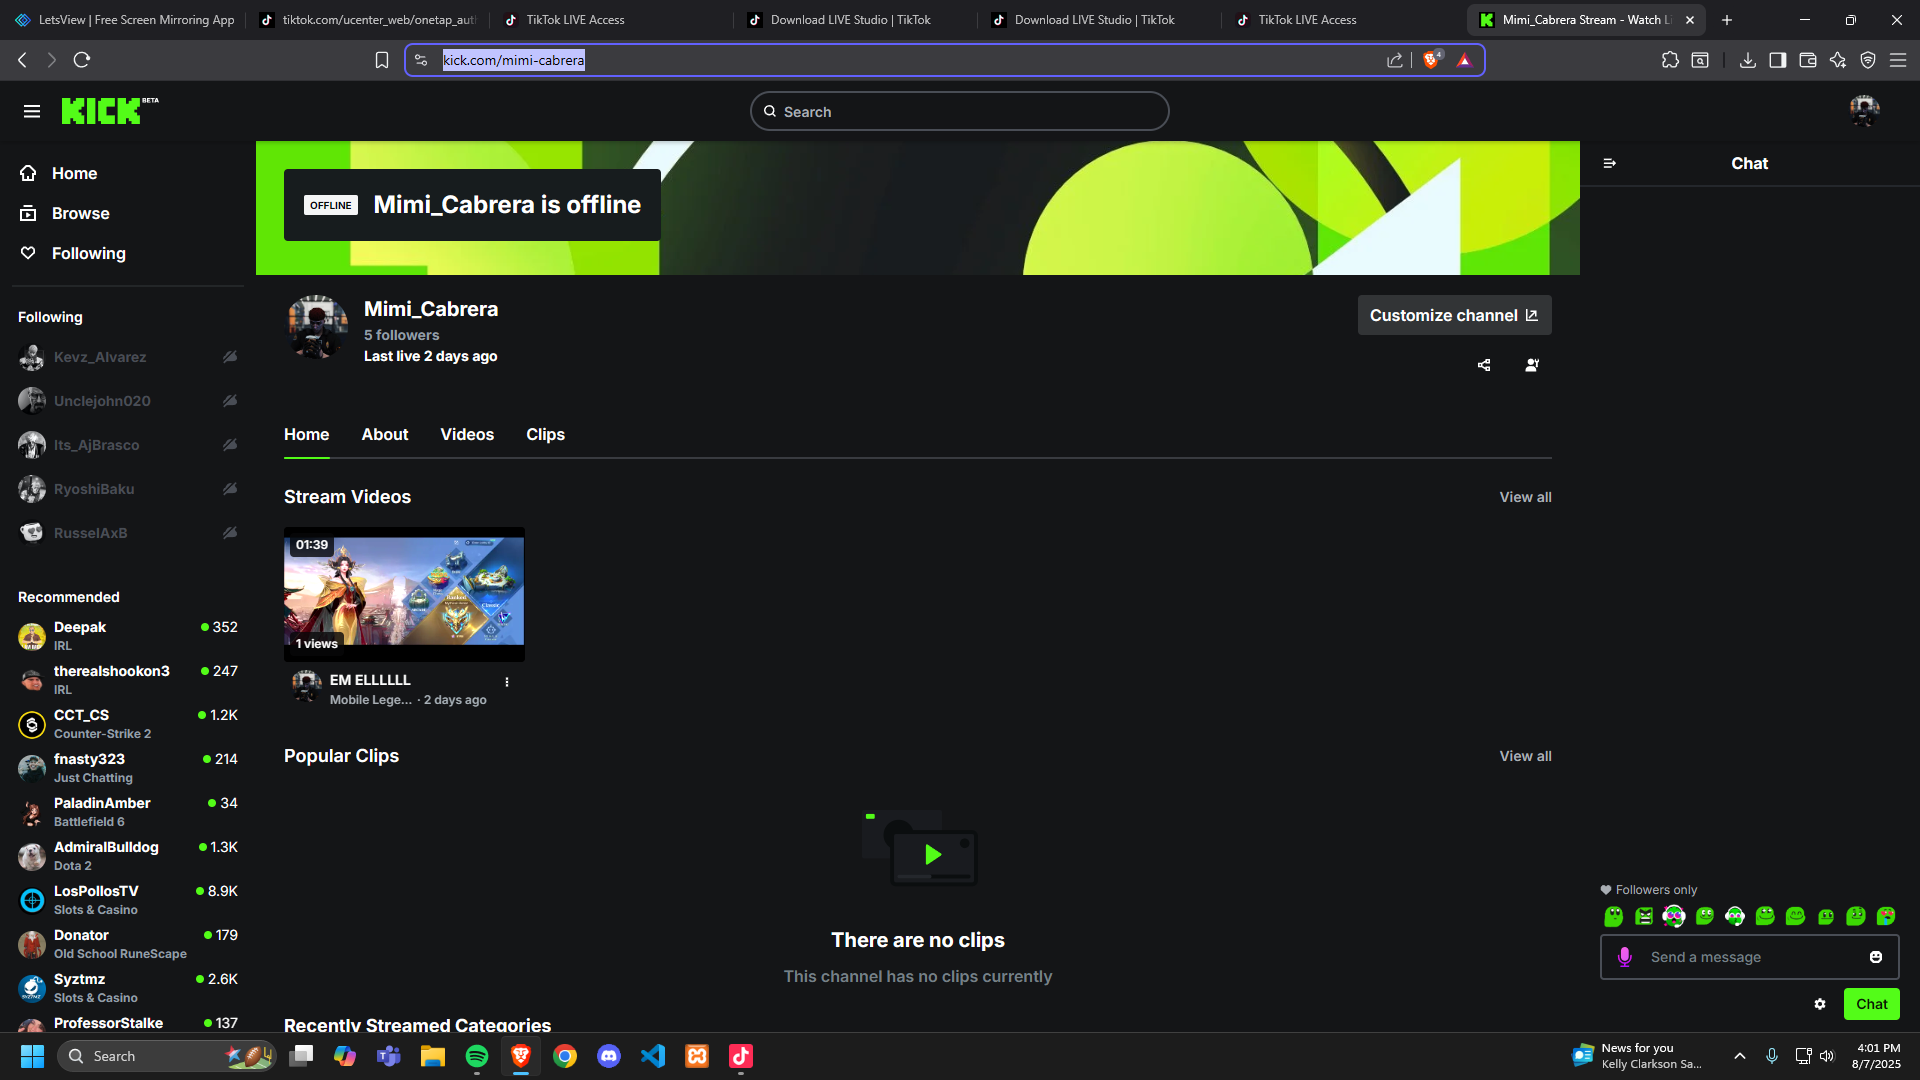 LetsView | Free Screen Mirroring App
tiktok.com/ucenter_web/onetap_aut
TikTok LIVE Access
Download LIVE Studio | TikTok
Download LIVE Studio | TikTok
TikTok LIVE Access
Mimi_Cabrera Stream - Watch Li
kick.com/mimi-cabrera
4
KICK BETA
Search
Home
Browse
Following
Following
Kevz_Alvarez
Unclejohn020
Its_AjBrasco
RyoshiBaku
RusselAxB
Recommended
Deepak 352
IRL
therealshookon3 247
IRL
CCT_CS 1.2K
Counter-Strike 2
fnasty323 214
Just Chatting
PaladinAmber 34
Battlefield 6
AdmiralBulldog 1.3K
Dota 2
LosPollosTV 8.9K
Slots & Casino
Donator 179
Old School RuneScape
Syztmz 2.6K
Slots & Casino
ProfessorStalke 137
OFFLINE Mimi_Cabrera is offline
Mimi_Cabrera
5 followers
Last live 2 days ago
Customize channel
Home About Videos Clips
Stream Videos View all
01:39
1 views
EM ELLLLLL
Mobile Lege... · 2 days ago
Popular Clips View all
There are no clips
This channel has no clips currently
Recently Streamed Categories
Chat
Followers only
Send a message
Chat
Search
News for you
Kelly Clarkson Sa...
4:01 PM
8/7/2025